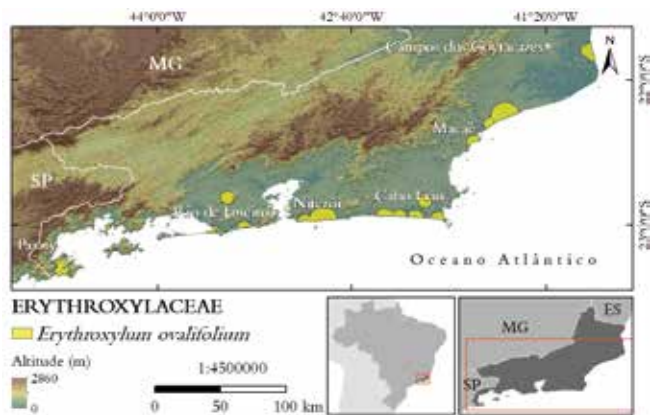 44°0'0"W 42°40'0"W 41°20'0"W
Campos dos Goytacazes
N
MG
Macaé
SP
Rio de Janeiro
Niterói
Cabo Frio
Paraty
Oceano Atlântico
ERYTHROXYLACEAE
Erythroxylum ovalifolium
Altitude (m)
2860
0
1:4500000
0 50 100 km
ES
MG
SP